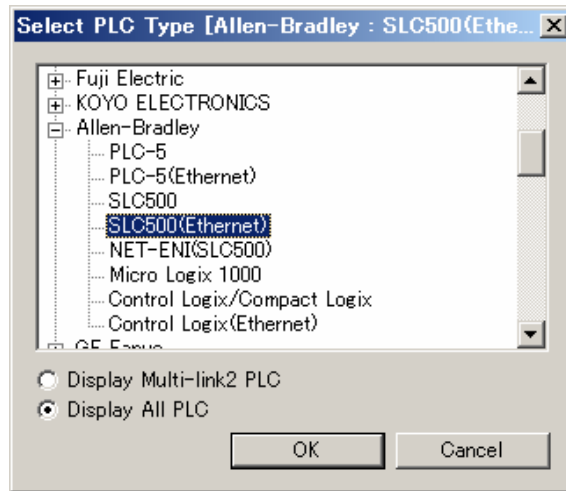 Select PLC Type [Allen-Bradley : SLC500(Ethe...
Fuji Electric
KOYO ELECTRONICS
Allen-Bradley
PLC-5
PLC-5(Ethernet)
SLC500
SLC500(Ethernet)
NET-ENI(SLC500)
Micro Logix 1000
Control Logix/Compact Logix
Control Logix(Ethernet)
GE Fanuc
Display Multi-link2 PLC
Display All PLC
OK Cancel